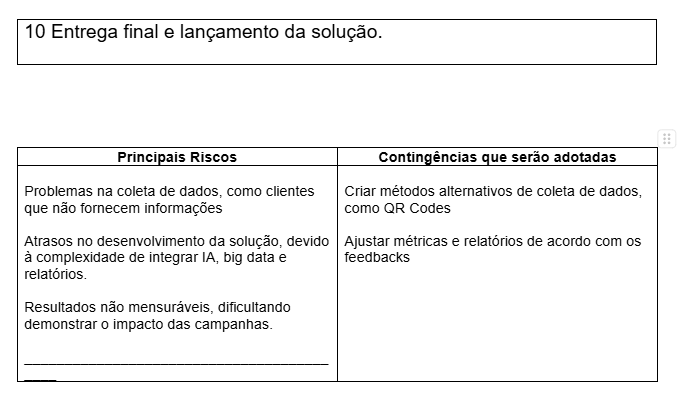 10 Entrega final e lançamento da solução.
Principais Riscos
Contingências que serão adotadas
Problemas na coleta de dados, como clientes
que não fornecem informações
Atrasos no desenvolvimento da solução, devido
à complexidade de integrar IA, big data e
relatórios.
Resultados não mensuráveis, dificultando
demonstrar o impacto das campanhas.
Criar métodos alternativos de coleta de dados,
como QR Codes
Ajustar métricas e relatórios de acordo com os
feedbacks